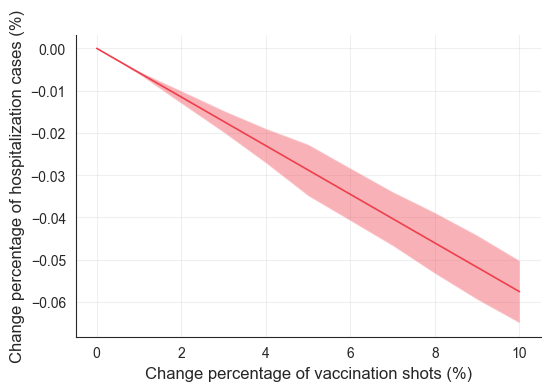 Change percentage of hospitalization cases (%)
0.00
−0.01
−0.02
−0.03
−0.04
−0.05
−0.06
0 2 4 6 8 10
Change percentage of vaccination shots (%)